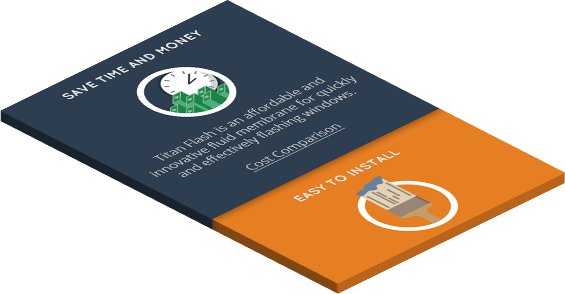 SAVE TIME AND MONEY
Titan Flash is an affordable and
innovative fluid membrane for quickly
and effectively flashing windows.
Cost Comparison
EASY TO INSTALL